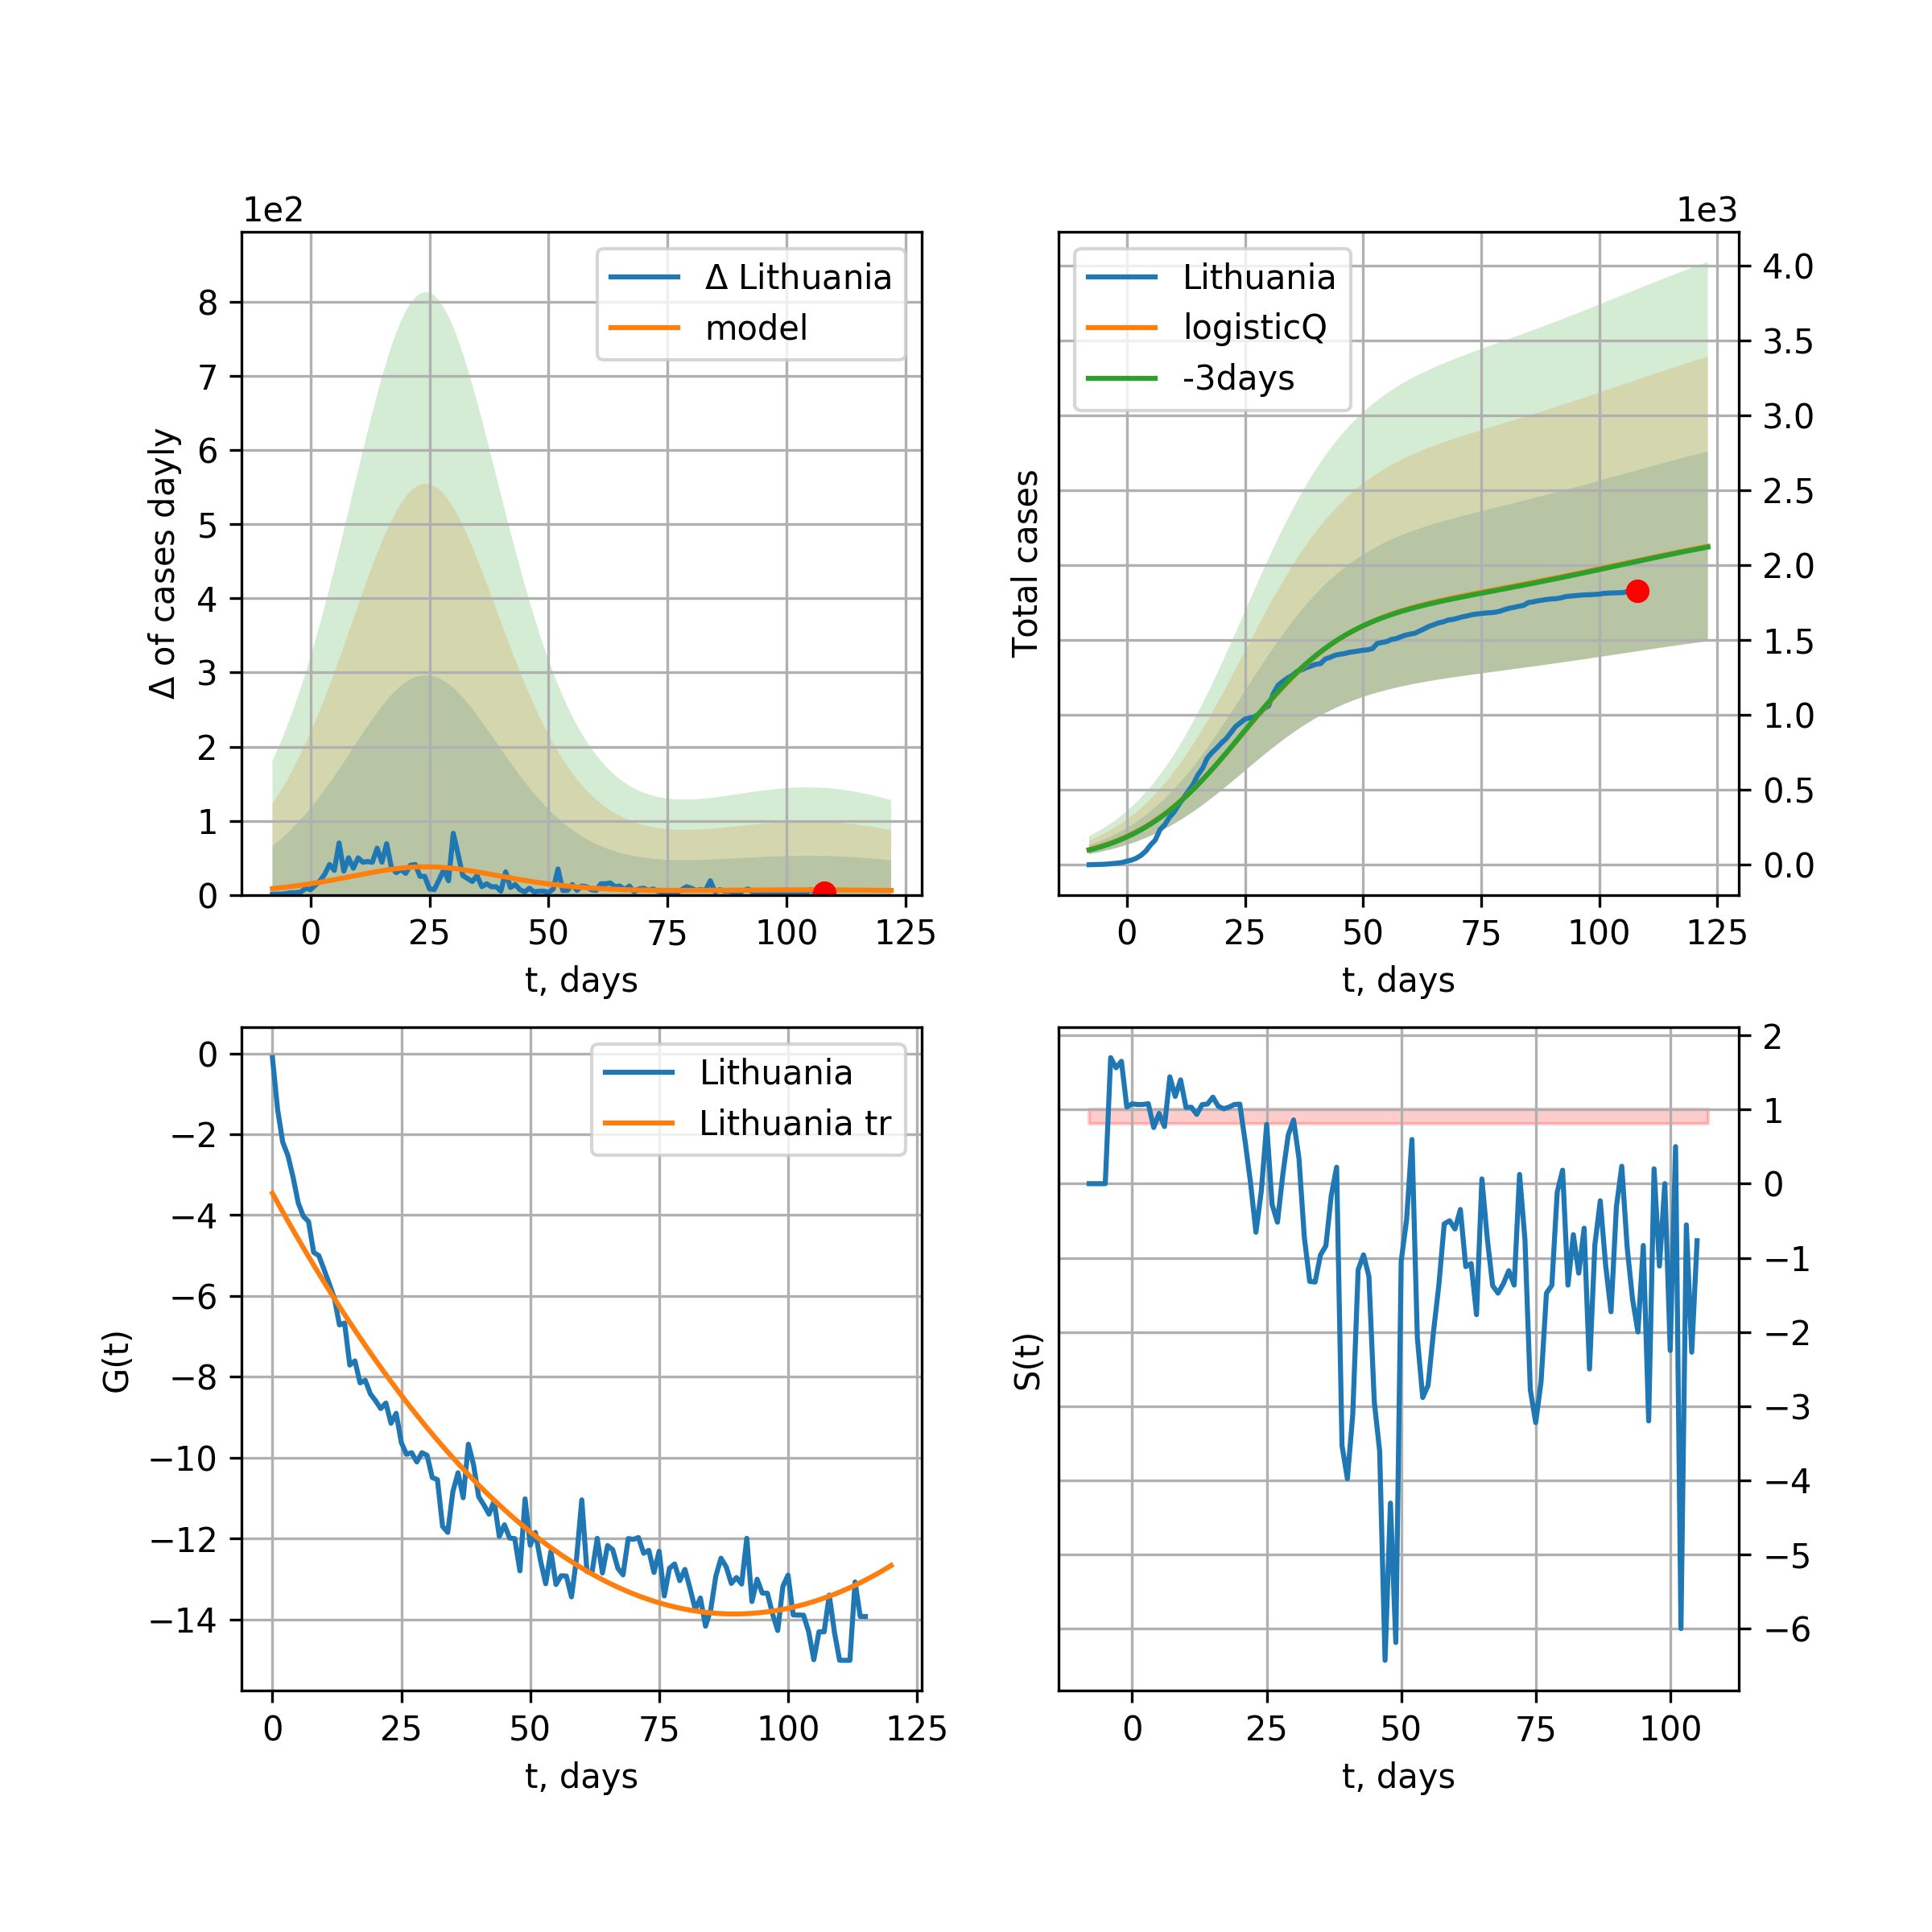 1e2
Δ of cases dayly
8
7
6
5
4
3
2
1
0
0 25 50 75 100 125
t, days
Δ Lithuania
model
1e3
Total cases
4.0
3.5
3.0
2.5
2.0
1.5
1.0
0.5
0.0
0 25 50 75 100 125
t, days
Lithuania
logisticQ
-3days
G(t)
0
−2
−4
−6
−8
−10
−12
−14
0 25 50 75 100 125
t, days
Lithuania
Lithuania tr
S(t)
2
1
0
−1
−2
−3
−4
−5
−6
0 25 50 75 100
t, days